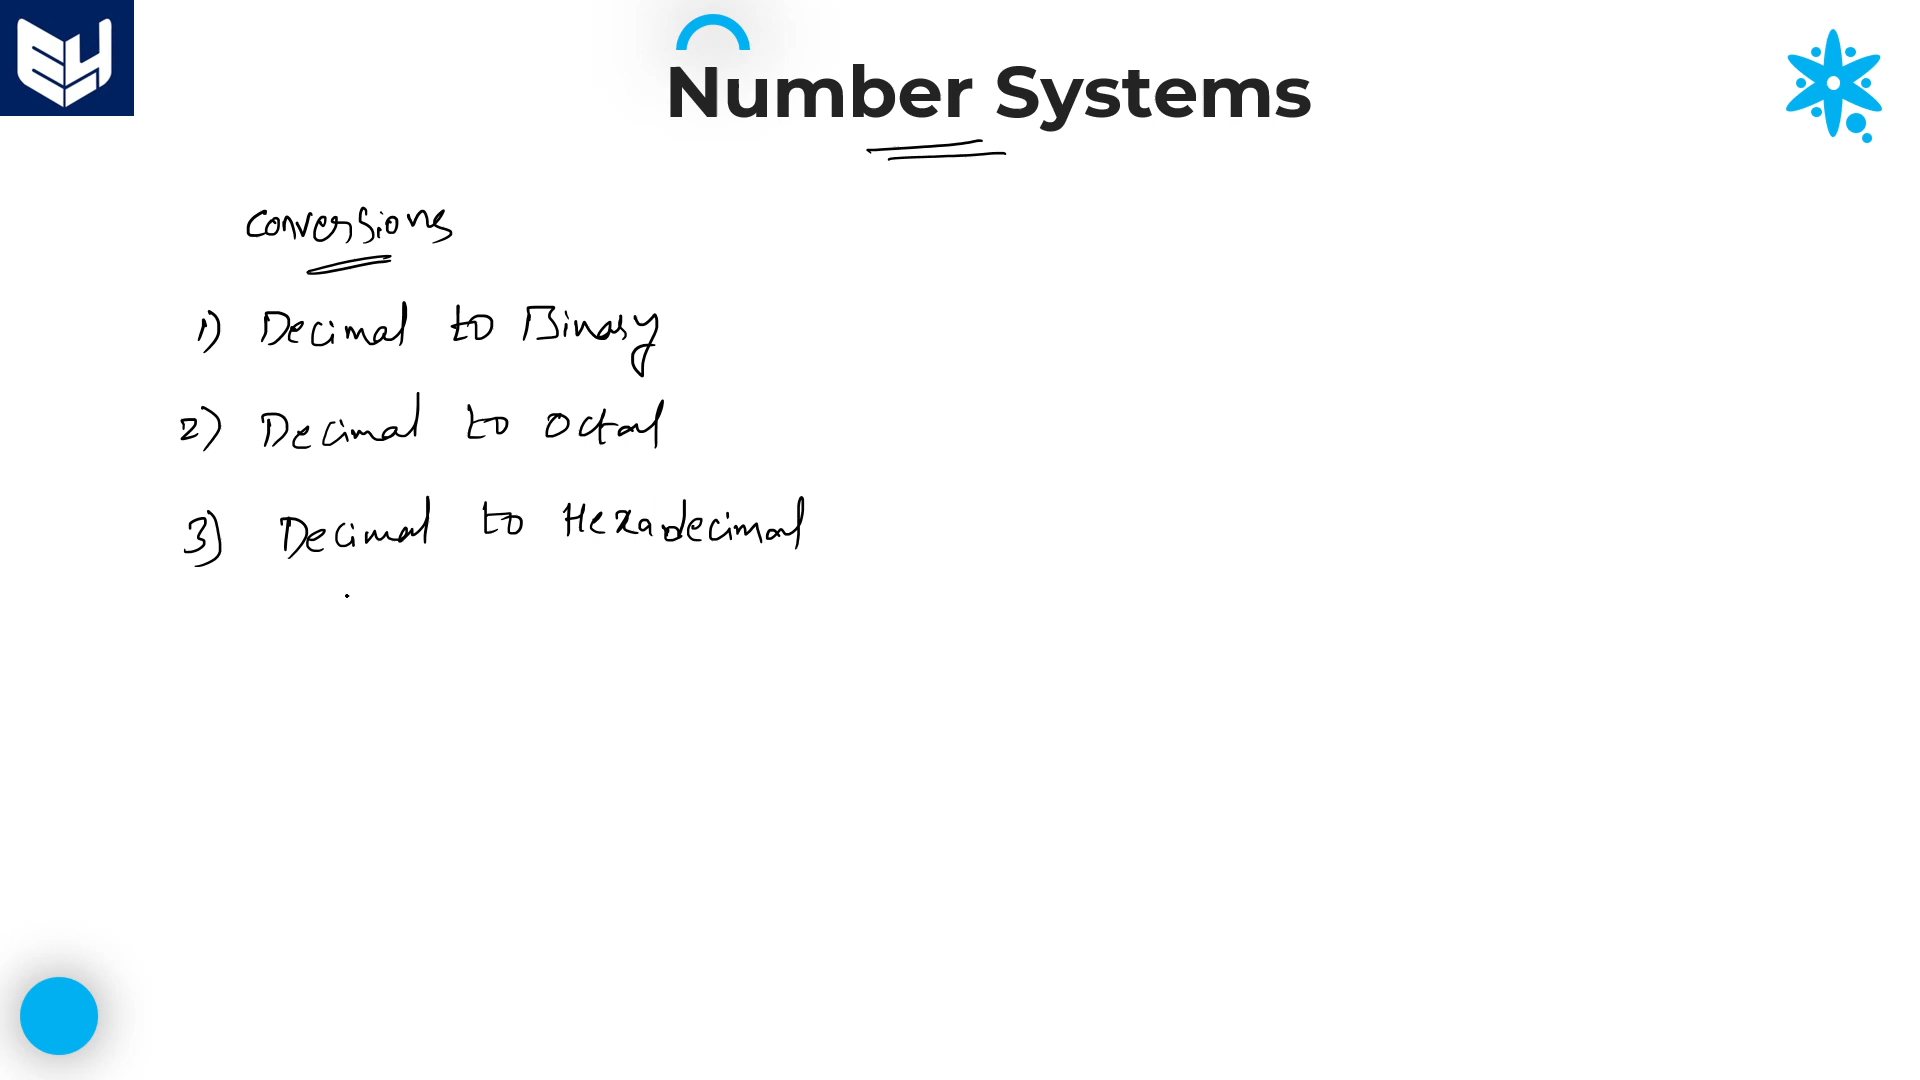 Number Systems
Conversions
1) Decimal to Binary
2) Decimal to Octal
3) Decimal to Hexadecimal